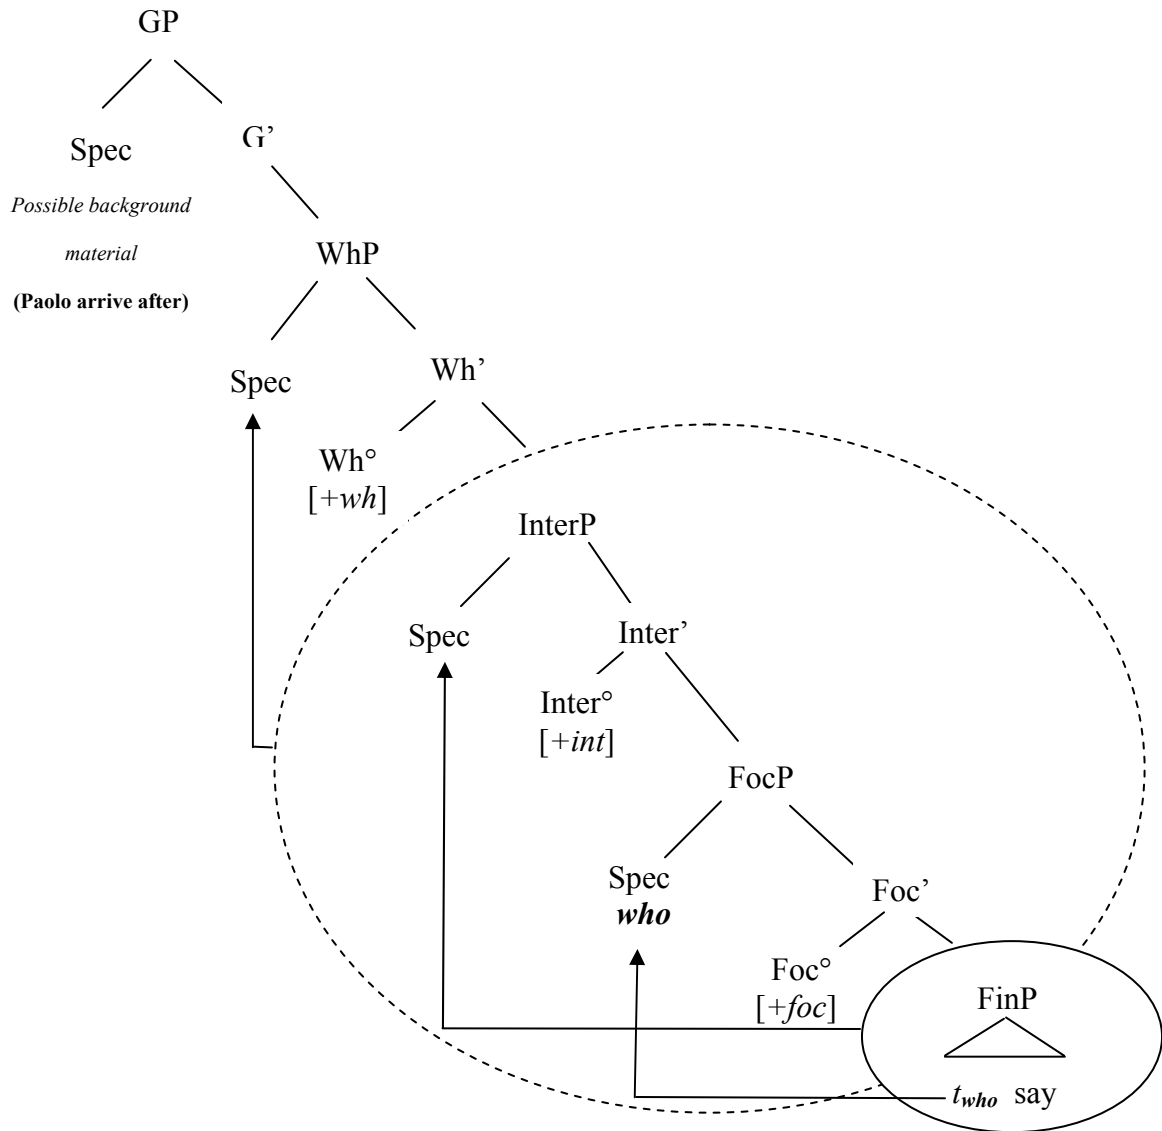 GP
Spec
G’
Possible background
material
(Paolo arrive after)
WhP
Spec
Wh’
Wh°
[+wh]
InterP
Spec
Inter’
Inter°
[+int]
FocP
Spec
who
Foc’
Foc°
[+foc]
FinP
t who say